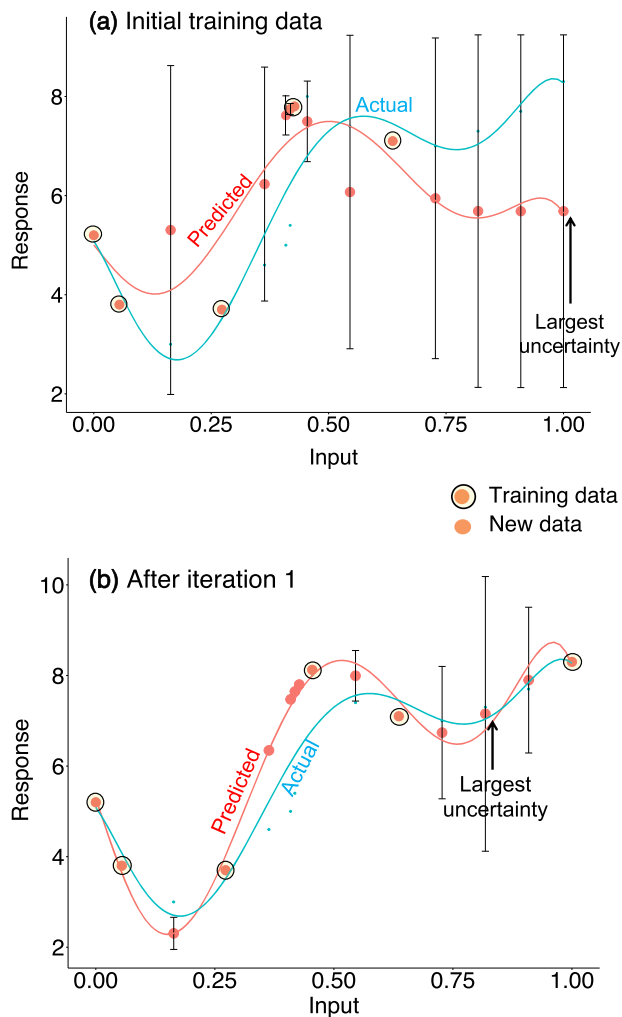 (a) Initial training data
8
6
4
2
Response
Actual
Predicted
Largest
uncertainty
0.00 0.25 0.50 0.75 1.00
Input
Training data
New data
(b) After iteration 1
10
8
6
4
2
Response
Predicted
Actual
Largest
uncertainty
0.00 0.25 0.50 0.75 1.00
Input